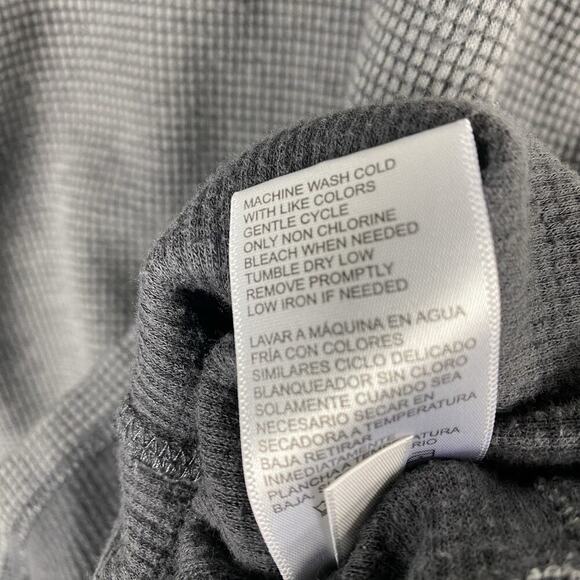 MACHINE WASH COLD
WITH LIKE COLORS
GENTLE CYCLE
ONLY NON CHLORINE
BLEACH WHEN NEEDED
TUMBLE DRY LOW
REMOVE PROMPTLY
LOW IRON IF NEEDED
LAVAR A MÁQUINA EN AGUA
FRÍA CON COLORES
SIMILARES CICLO DELICADO
BLANQUEADOR SIN CLORO
SOLAMENTE CUANDO SEA
NECESARIO SECAR EN
SECADORA A TEMPERATURA
BAJA RETIRAR
INMEDIATAMENTE
PLANCHA A
BAJA,